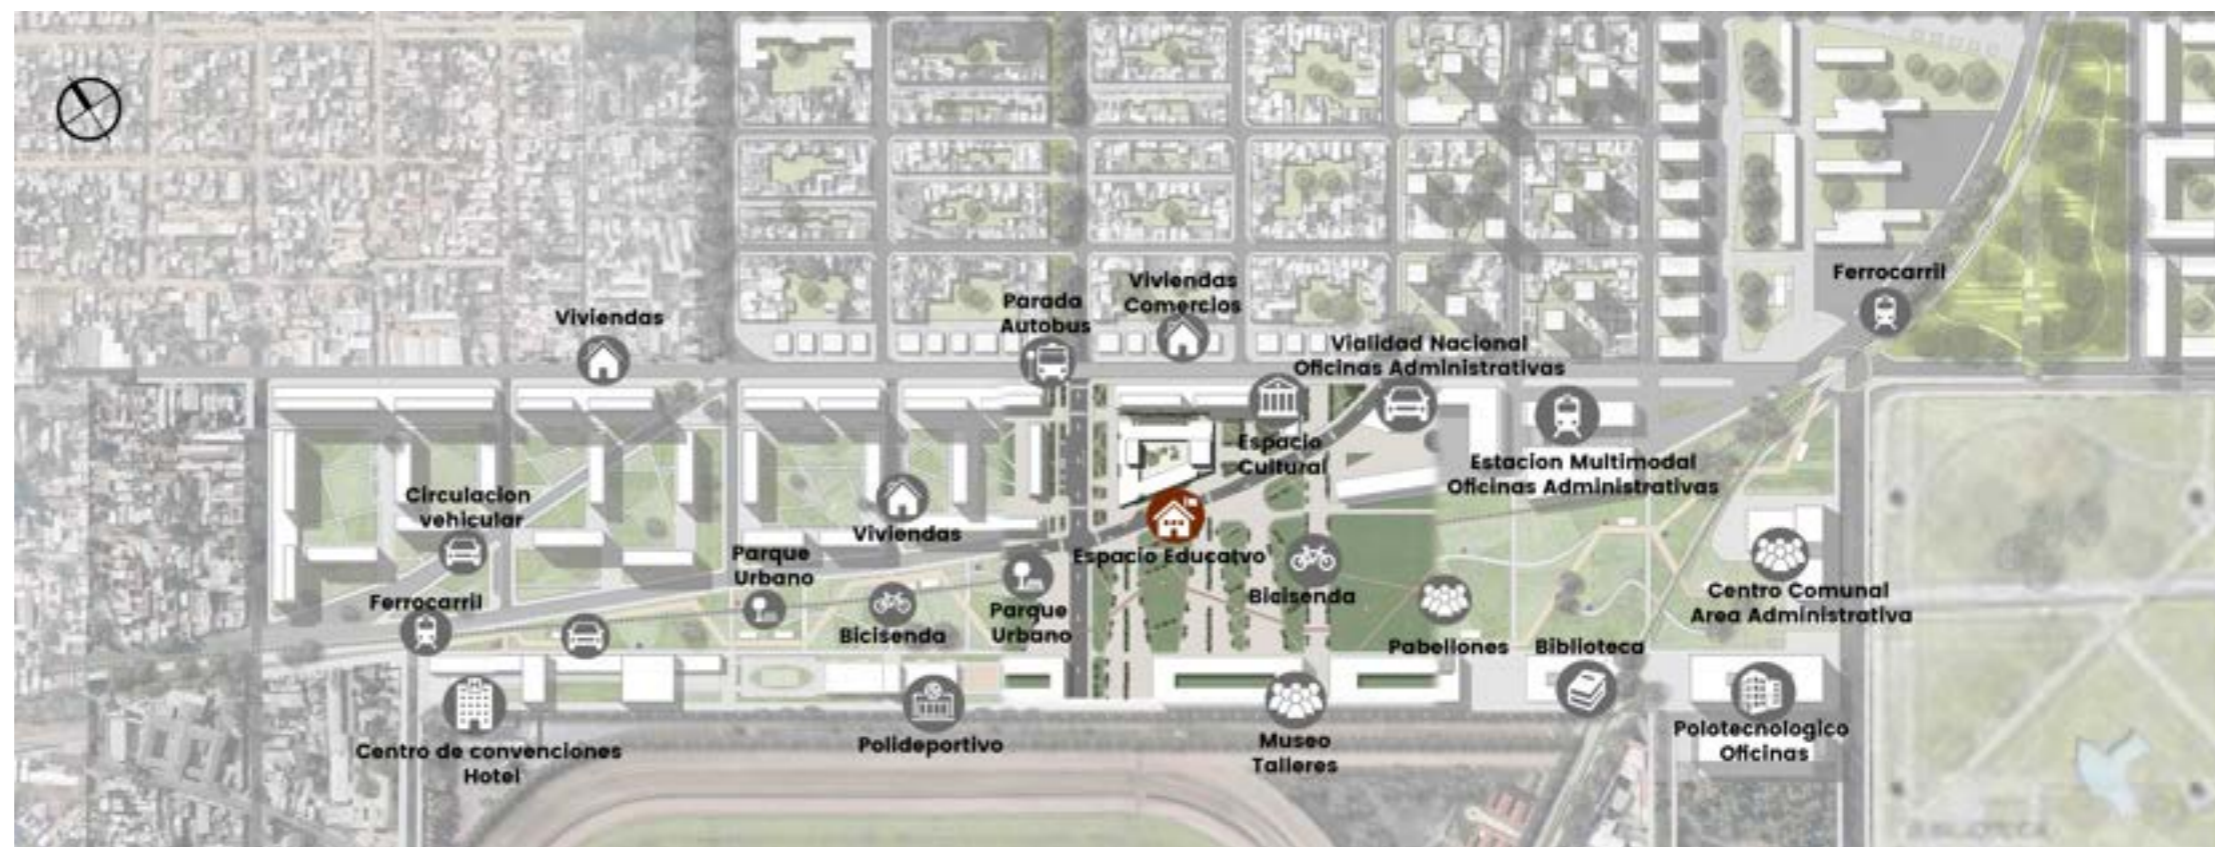 Viviendas
Comercios
Ferrocarril
Viviendas
Parada
Autobus
Vialidad Nacional
Oficinas Administrativas
Espacio
Cultural
Estacion Multimodal
Oficinas Administrativas
Circulacion
vehicular
Viviendas
Parque
Urbano
Espacio Educatvo
Ferrocarril
Bicisenda
Parque
Urbano
Bicisenda
Centro Comunal
Area Administrativa
Pabellones
Biblioteca
Centro de convenciones
Hotel
Polideportivo
Museo
Talleres
Polotecnologico
Oficinas